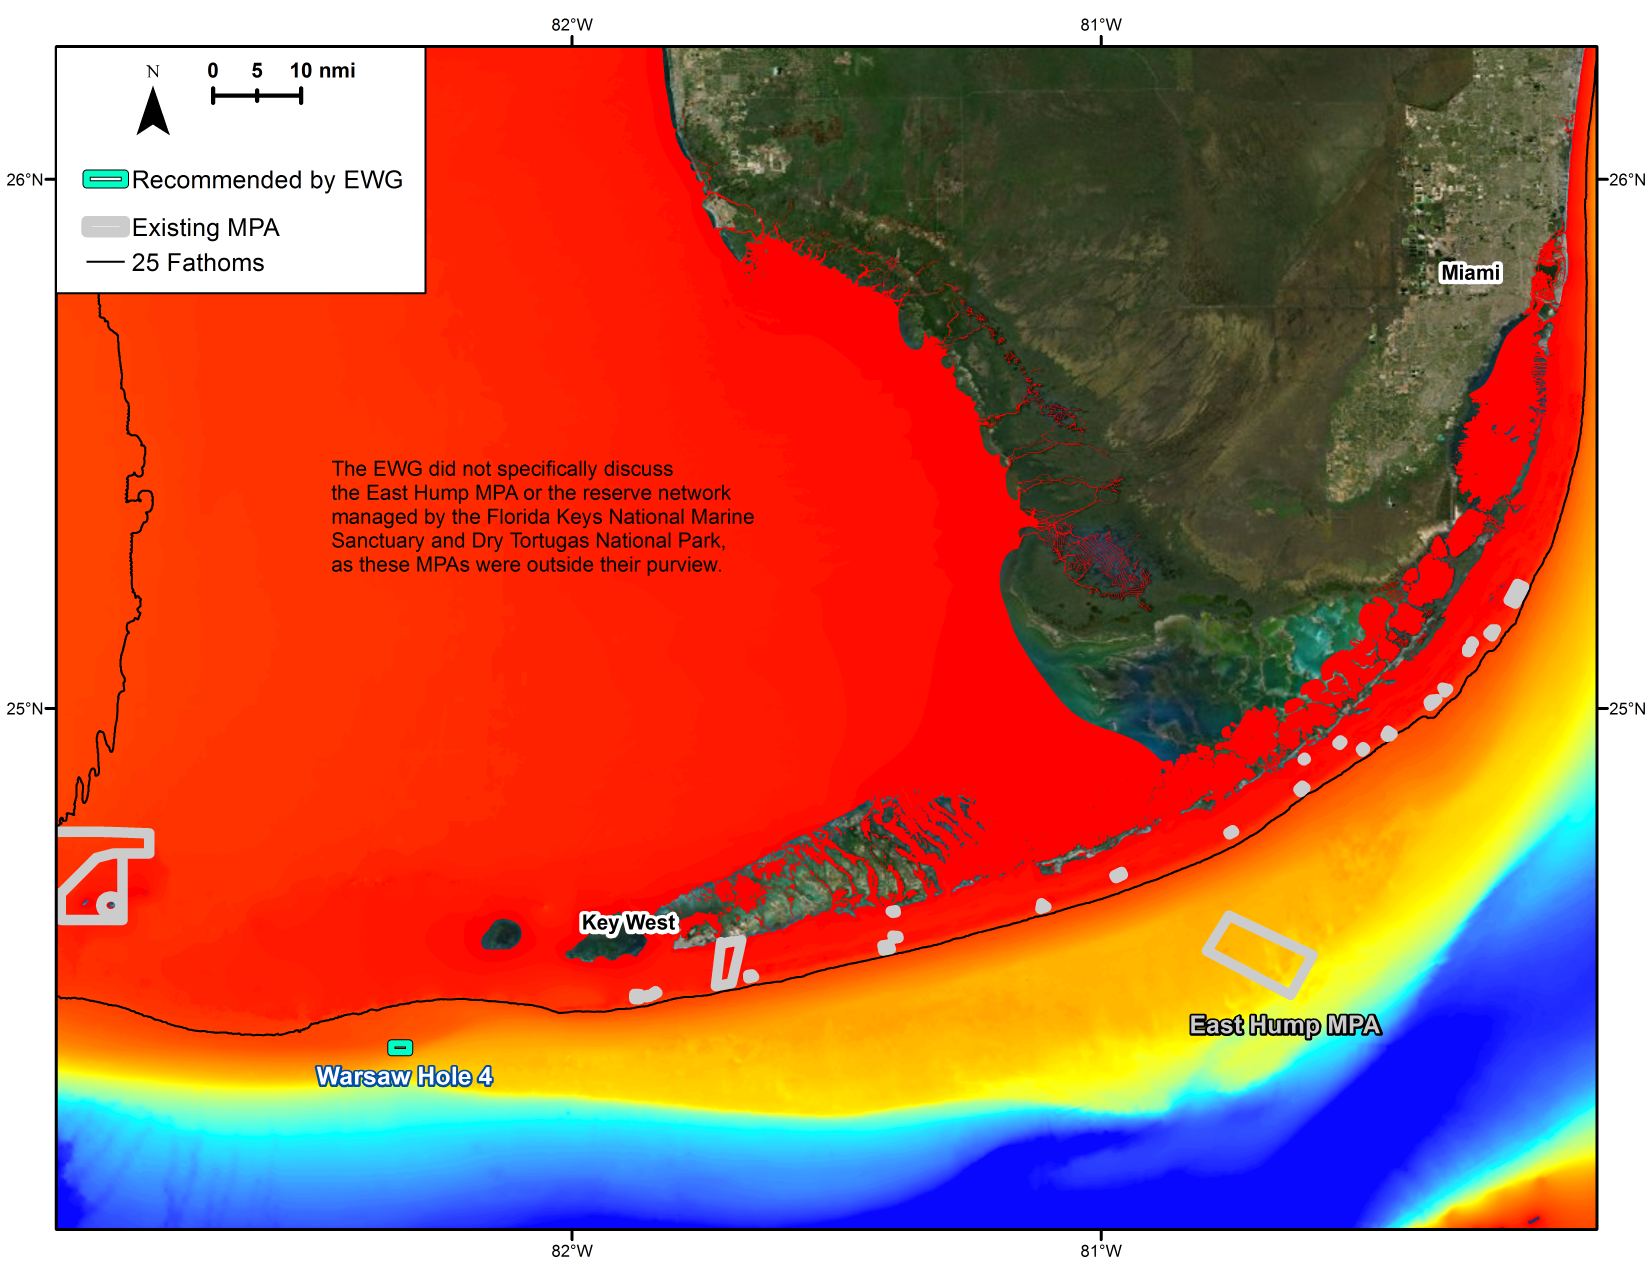 82°W
81°W
N
0 5 10 nmi
Recommended by EWG
Existing MPA
25 Fathoms
26°N
26°N
Miami
The EWG did not specifically discuss
the East Hump MPA or the reserve network
managed by the Florida Keys National Marine
Sanctuary and Dry Tortugas National Park,
as these MPAs were outside their purview.
25°N
25°N
Key West
East Hump MPA
Warsaw Hole 4
82°W
81°W